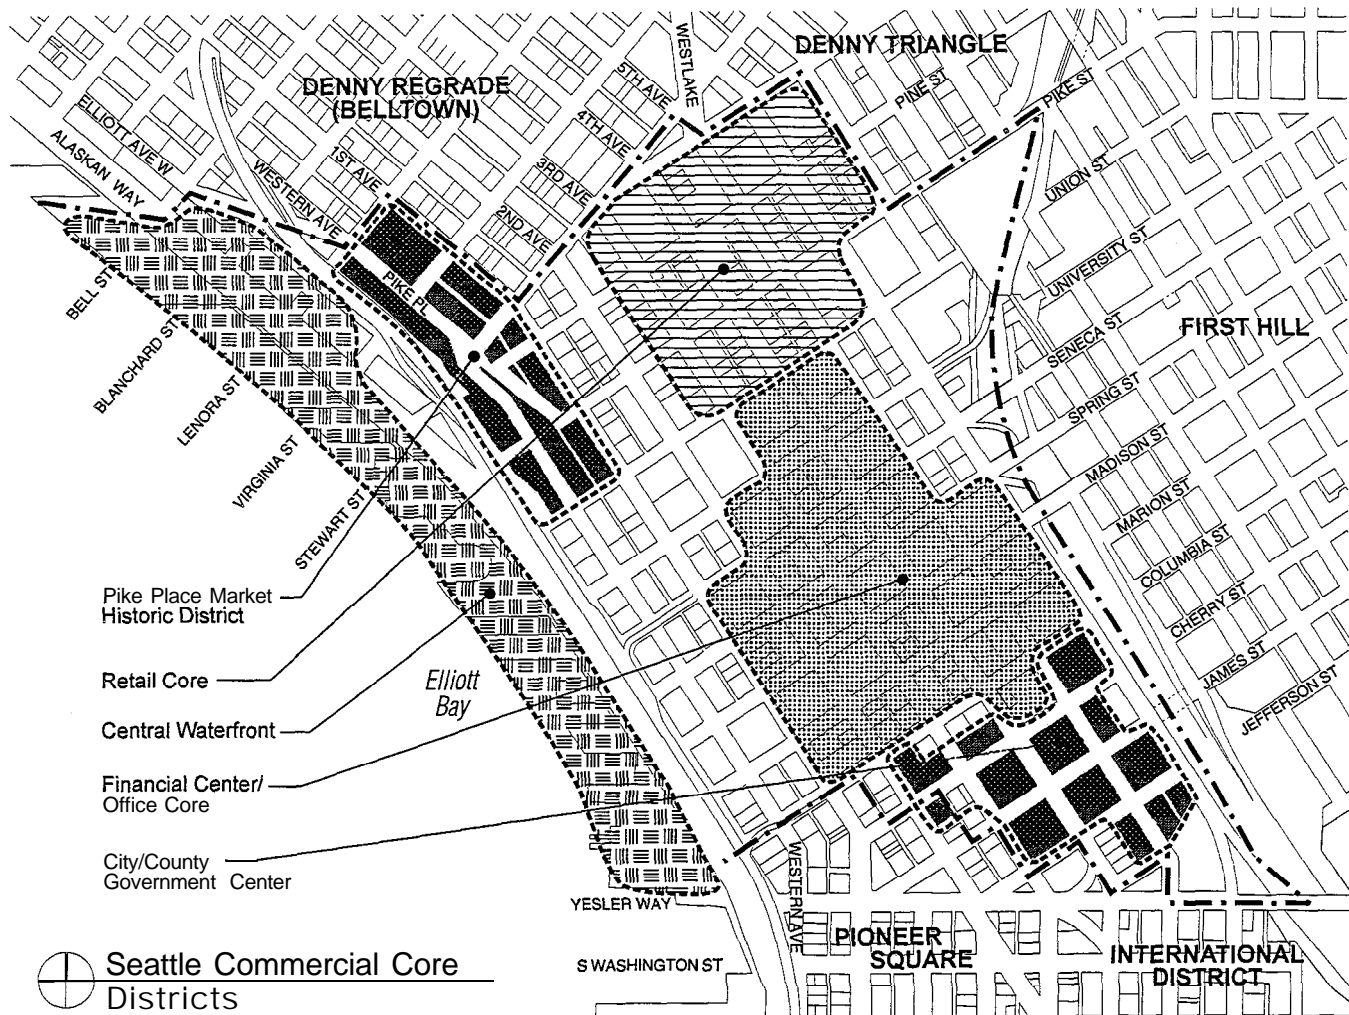 DENNY TRIANGLE
DENNY REGRADE
(BELLTOWN)
WESTLAKE
5TH AVE
4TH AVE
3RD AVE
2ND AVE
1ST AVE
WESTERN AVE
ELLIOTT AVE W
ALASKAN WAY
PINE ST
PIKE ST
UNION ST
UNIVERSITY ST
SENECA ST
SPRING ST
MADISON ST
MARION ST
COLUMBIA ST
CHERRY ST
JAMES ST
JEFFERSON ST
FIRST HILL
PIKE PL
BELL ST
BLANCHARD ST
LENORA ST
VIRGINIA ST
STEWART ST
Pike Place Market
Historic District
Retail Core
Central Waterfront
Financial Center/
Office Core
City/County
Government Center
Elliott
Bay
WESTERN AVE
YESLER WAY
S WASHINGTON ST
PIONEER
SQUARE
INTERNATIONAL
DISTRICT
Seattle Commercial Core
Districts